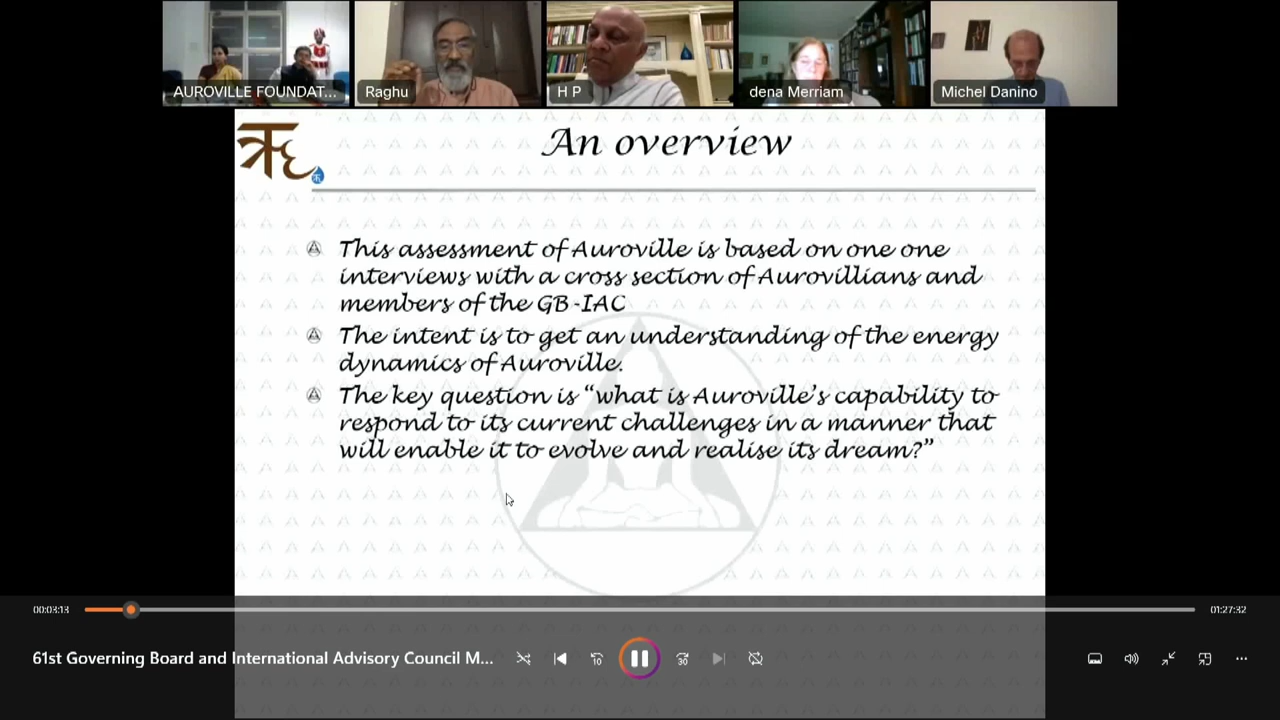 AUROVILLE FOUNDAT...
Raghu
H P
dena Merriam
Michel Danino
An overview
This assessment of Auroville is based on one one
interviews with a cross section of Aurovillians and
members of the GB-IAC
The intent is to get an understanding of the energy
dynamics of Auroville.
The key question is “what is Auroville’s capability to
respond to its current challenges in a manner that
will enable it to evolve and realise its dream?”
00:03:13
01:27:32
61st Governing Board and International Advisory Council M...
10
30